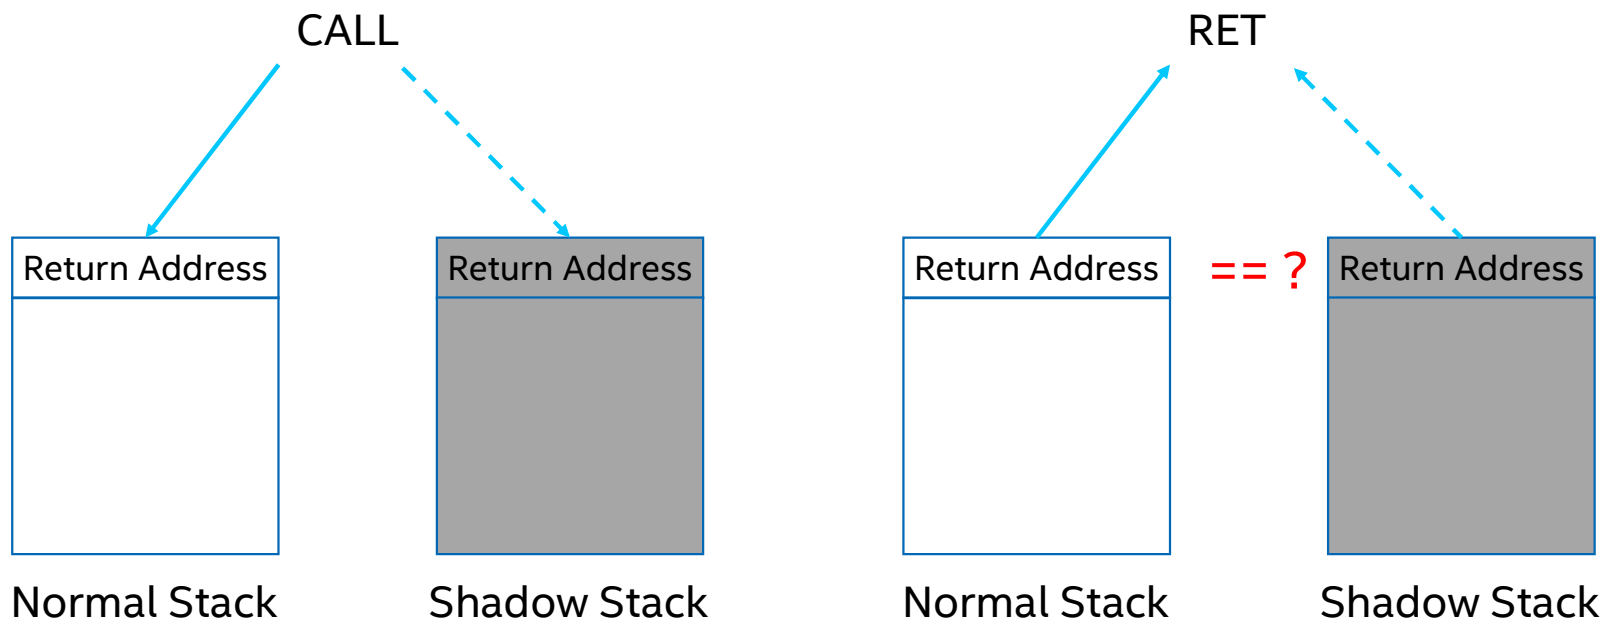 CALL
RET
Return Address
Return Address
Return Address
== ?
Return Address
Normal Stack
Shadow Stack
Normal Stack
Shadow Stack